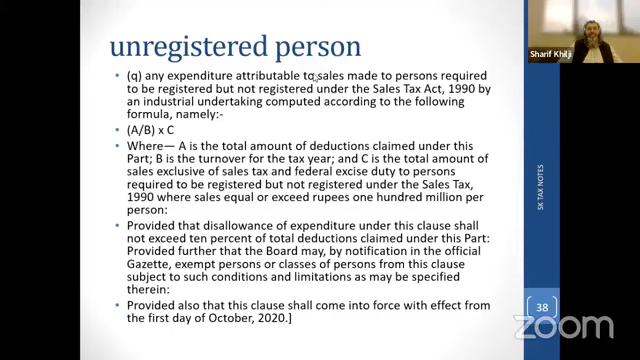 unregistered person
• (q) any expenditure attributable to sales made to persons required
to be registered but not registered under the Sales Tax Act, 1990 by
an industrial undertaking computed according to the following
formula, namely:-
• (A/B) x C
• Where— A is the total amount of deductions claimed under this
Part; B is the turnover for the tax year; and C is the total amount of
sales exclusive of sales tax and federal excise duty to persons
required to be registered but not registered under the Sales Tax,
1990 where sales equal or exceed rupees one hundred million per
person:
• Provided that disallowance of expenditure under this clause shall
not exceed ten percent of total deductions claimed under this Part:
Provided further that the Board may, by notification in the official
Gazette, exempt persons or classes of persons from this clause
subject to such conditions and limitations as may be specified
therein:
• Provided also that this clause shall come into force with effect from
the first day of October, 2020.]
Sharif Khilji
SK TAX NOTES
38
zoom